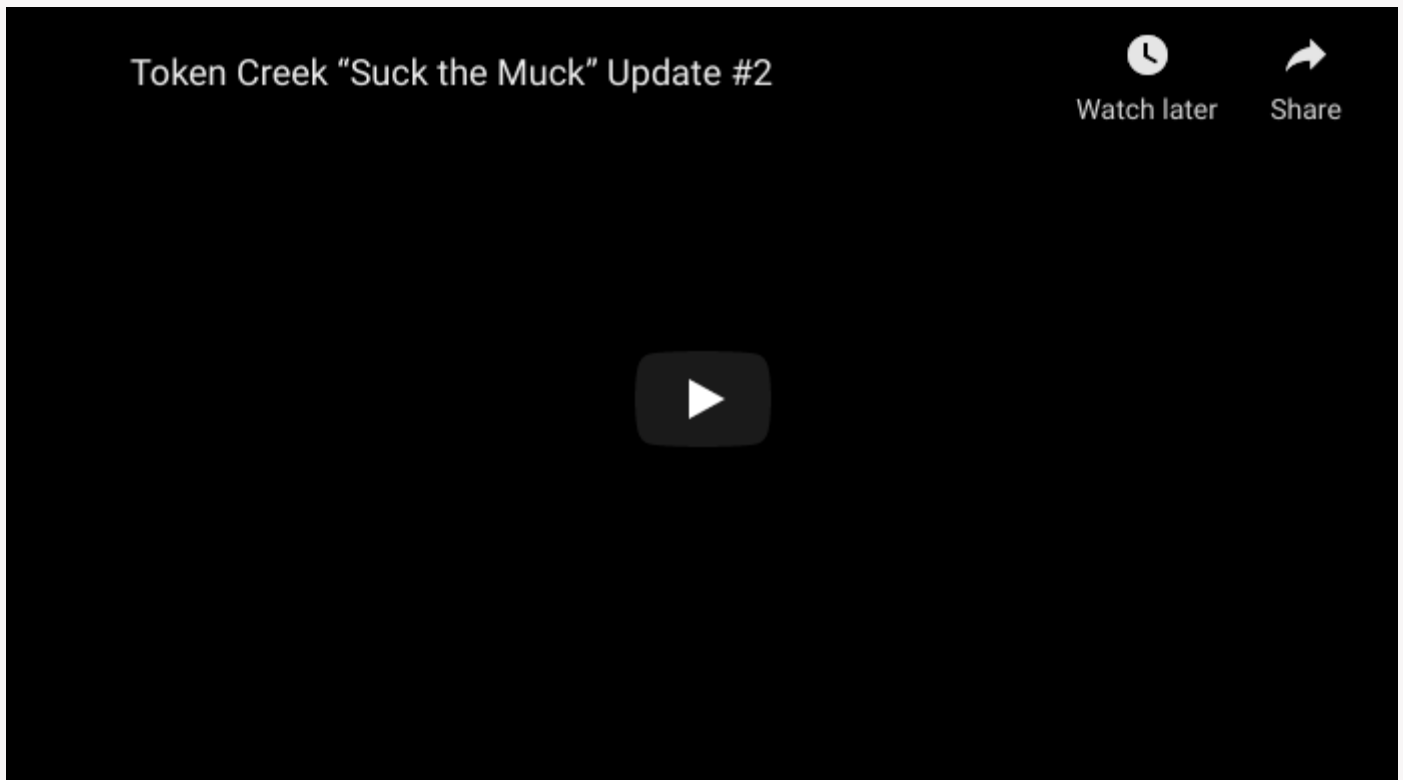 Token Creek “Suck the Muck” Update #2
Watch later
Share